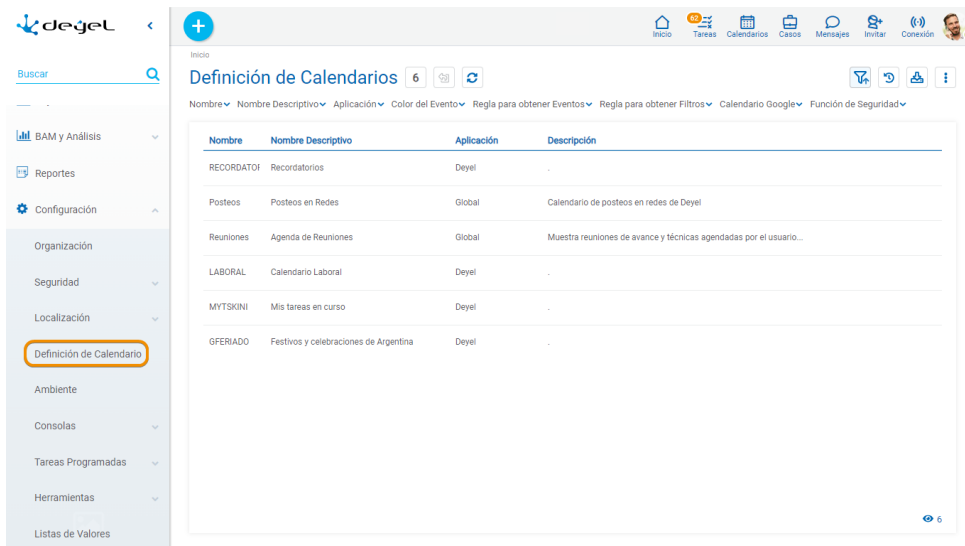 deyel
Buscar
BAM y Análisis
Reportes
Configuración
Organización
Seguridad
Localización
Definición de Calendario
Ambiente
Consolas
Tareas Programadas
Herramientas
Listas de Valores
62
Inicio Tareas Calendarios Casos Mensajes Invitar Conexión
Inicio
Definición de Calendarios 6
Nombre Nombre Descriptivo Aplicación Color del Evento Regla para obtener Eventos Regla para obtener Filtros Calendario Google Función de Seguridad
Nombre Nombre Descriptivo Aplicación Descripción
RECORDATOR Recordatorios Deyel .
Posteos Posteos en Redes Global Calendario de posteos en redes de Deyel
Reuniones Agenda de Reuniones Global Muestra reuniones de avance y técnicas agendadas por el usuario...
LABORAL Calendario Laboral Deyel .
MYTSKINI Mis tareas en curso Deyel .
GFERIADO Festivos y celebraciones de Argentina Deyel .
6